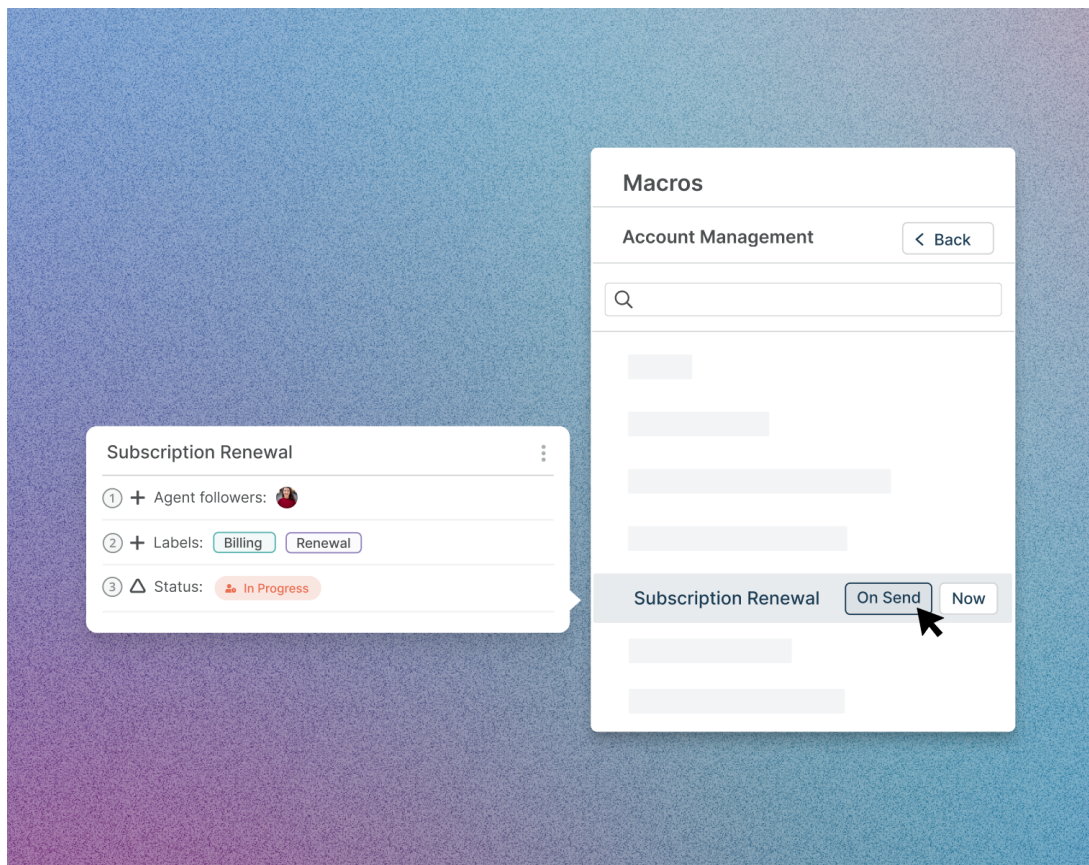 Macros
Account Management
Back
Subscription Renewal
On Send
Now
Subscription Renewal
1 Agent followers:
2 Labels: Billing Renewal
3 Status: In Progress